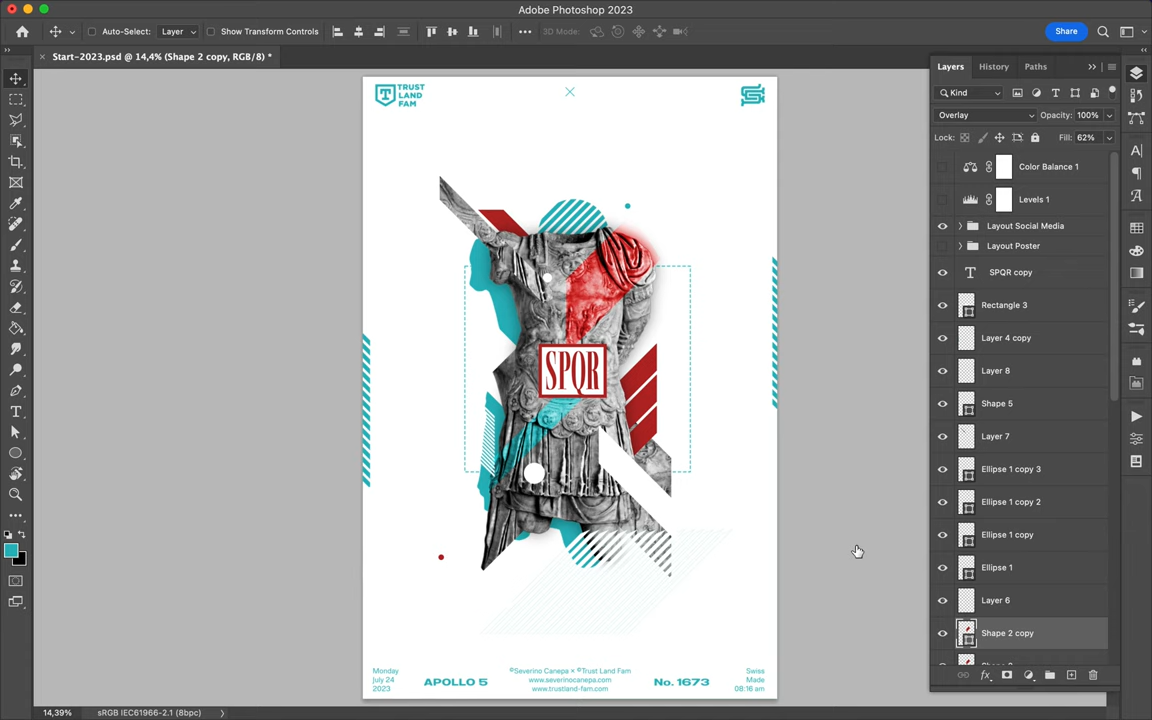 Adobe Photoshop 2023
Auto-Select:
Layer
Show Transform Controls
3D Mode:
Share
Start-2023.psd @ 14,4% (Shape 2 copy, RGB/8) *
Layers
History
Paths
Kind
Overlay
Opacity: 100%
Lock:
Fill: 62%
Color Balance 1
Levels 1
Layout Social Media
Layout Poster
SPQR copy
Rectangle 3
Layer 4 copy
Layer 8
Shape 5
Layer 7
Ellipse 1 copy 3
Ellipse 1 copy 2
Ellipse 1 copy
Ellipse 1
Layer 6
Shape 2 copy
TRUST
LAND
FAM
SPQR
Monday
july 24
2023
APOLLO 5
©Severino Canepa × ©Trust Land Fam
www.severinocanepa.com
www.trustland-fam.com
No. 1673
Swiss
Made
08:16 am
14,39%
sRGB IEC61966-2.1 (8bpc)